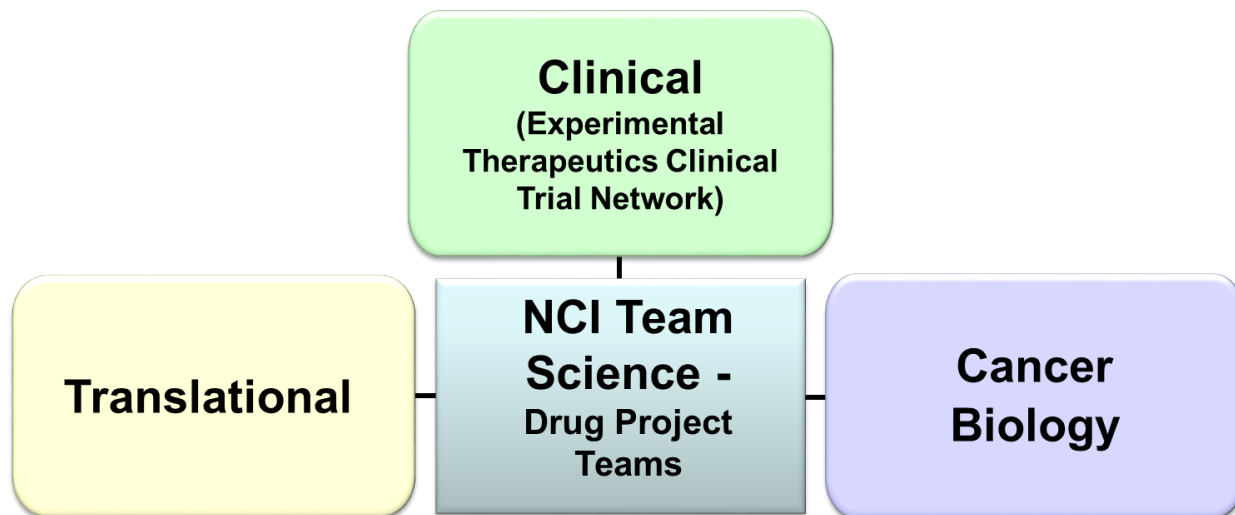 Clinical
(Experimental
Therapeutics Clinical
Trial Network)
Translational
NCI Team
Science -
Drug Project
Teams
Cancer
Biology